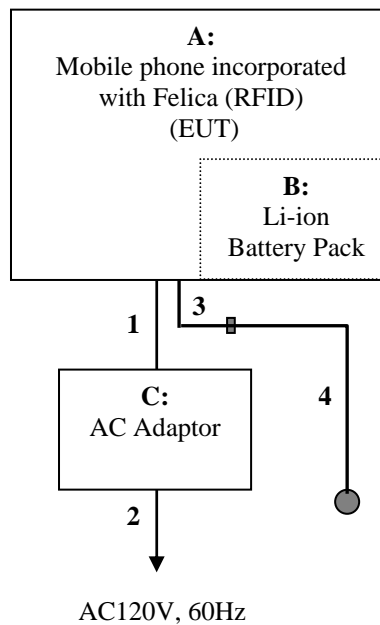 A:
Mobile phone incorporated
with Felica (RFID)
(EUT)
B:
Li-ion
Battery Pack
3
1
C:
AC Adaptor
4
2
AC120V, 60Hz